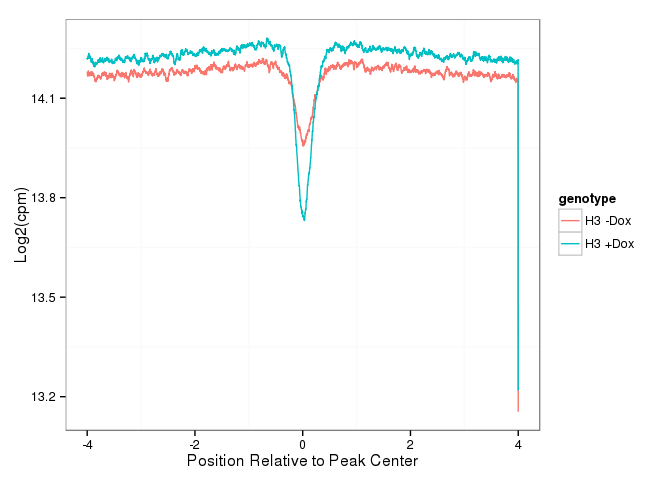 14.1
13.8
13.5
13.2
Log2(cpm)
-4
-2
0
2
4
Position Relative to Peak Center
genotype
H3 -Dox
H3 +Dox